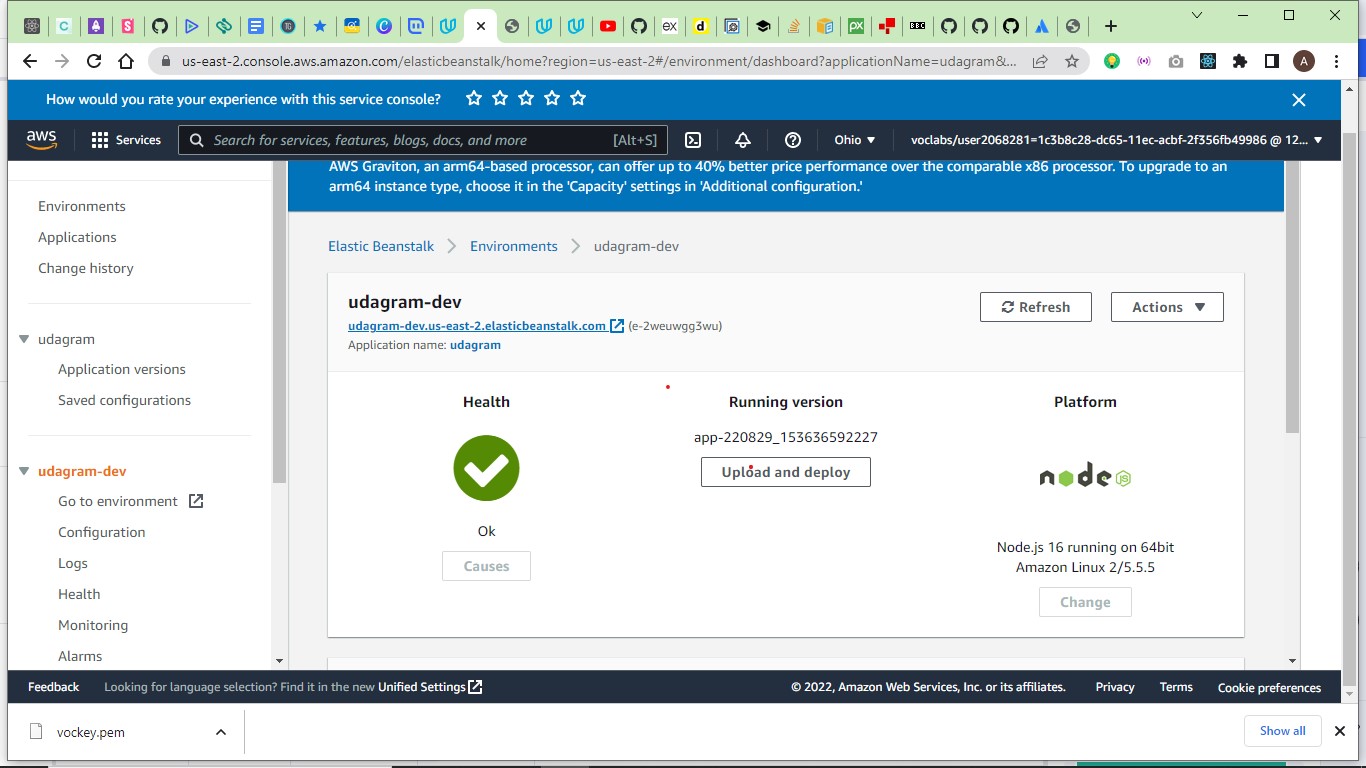 us-east-2.console.aws.amazon.com/elasticbeanstalk/home?region=us-east-2#/environment/dashboard?applicationName=udagram&...
A
How would you rate your experience with this service console?
aws
Services
Search for services, features, blogs, docs, and more
[Alt+S]
Ohio
voclabs/user2068281=1c3b8c28-dc65-11ec-acbf-2f356fb49986 @ 12...
AWS Graviton, an arm64-based processor, can offer up to 40% better price performance over the comparable x86 processor. To upgrade to an
arm64 instance type, choose it in the 'Capacity' settings in 'Additional configuration.'
Environments
Applications
Change history
udagram
Application versions
Saved configurations
udagram-dev
Go to environment
Configuration
Logs
Health
Monitoring
Alarms
Elastic Beanstalk
Environments
udagram-dev
udagram-dev
udagram-dev.us-east-2.elasticbeanstalk.com (e-2weuwgg3wu)
Application name: udagram
Refresh
Actions
Health
Ok
Causes
Running version
app-220829_153636592227
Upload and deploy
Platform
node
JS
Node.js 16 running on 64bit
Amazon Linux 2/5.5.5
Change
Feedback
Looking for language selection? Find it in the new Unified Settings
© 2022, Amazon Web Services, Inc. or its affiliates.
Privacy
Terms
Cookie preferences
vockey.pem
Show all